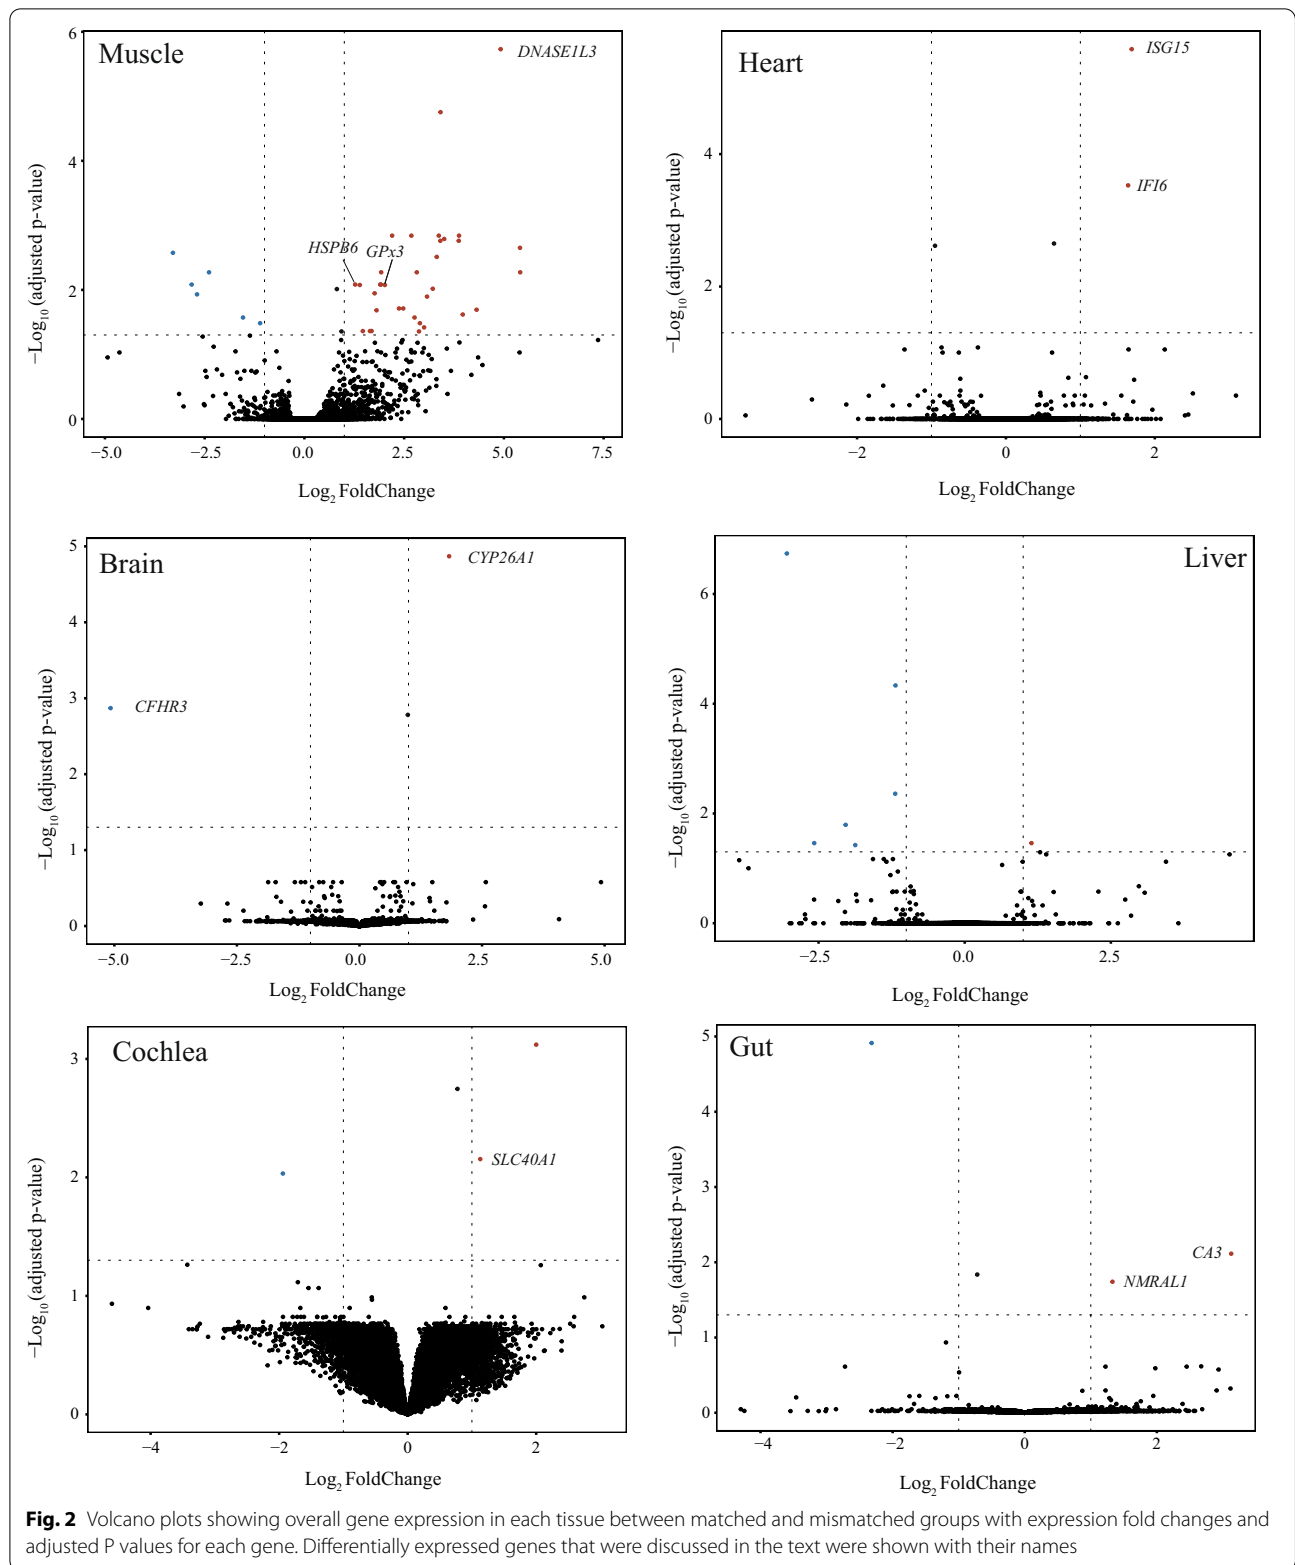 Muscle
DNASE1L3
HSPB6
GPx3
−Log10 (adjusted p-value)
6
4
2
0
−5.0
−2.5
0.0
2.5
5.0
7.5
Log2 FoldChange
Heart
ISG15
IFI6
−Log10 (adjusted p-value)
4
2
0
−2
0
2
Log2 FoldChange
Brain
CYP26A1
CFHR3
−Log10 (adjusted p-value)
5
4
3
2
1
0
−5.0
−2.5
0.0
2.5
5.0
Log2 FoldChange
Liver
−Log10 (adjusted p-value)
6
4
2
0
−2.5
0.0
2.5
Log2 FoldChange
Cochlea
SLC40A1
−Log10 (adjusted p-value)
3
2
1
0
−4
−2
0
2
Log2 FoldChange
Gut
CA3
NMRAL1
−Log10 (adjusted p-value)
5
4
3
2
1
0
−4
−2
0
2
Log2 FoldChange
Fig. 2 Volcano plots showing overall gene expression in each tissue between matched and mismatched groups with expression fold changes and
adjusted P values for each gene. Differentially expressed genes that were discussed in the text were shown with their names